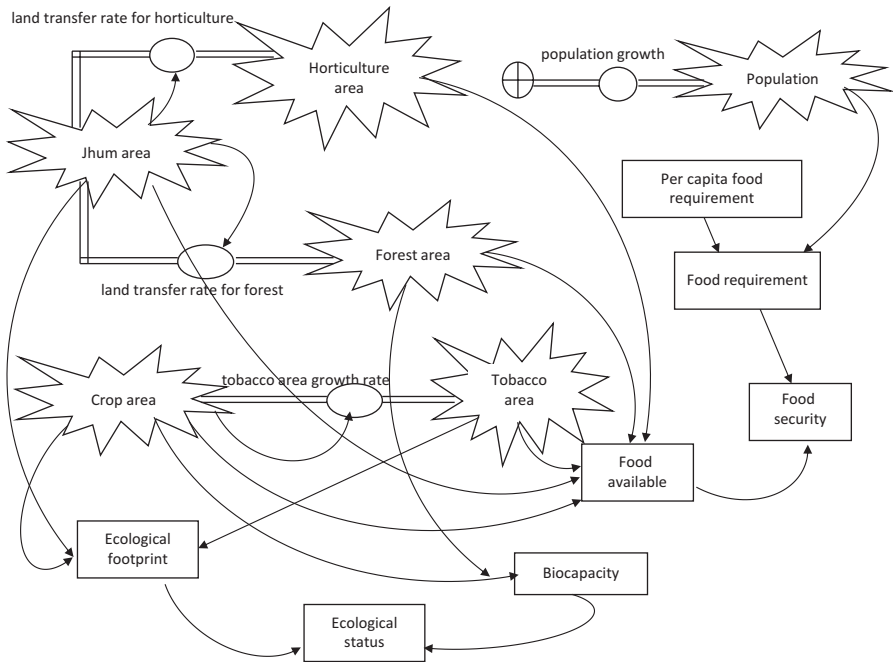 land transfer rate for horticulture
Horticulture
area
population growth
Population
Jhum area
Per capita food
requirement
Forest area
Food requirement
land transfer rate for forest
tobacco area growth rate
Tobacco
area
Crop area
Food
security
Food
available
Ecological
footprint
Biocapacity
Ecological
status